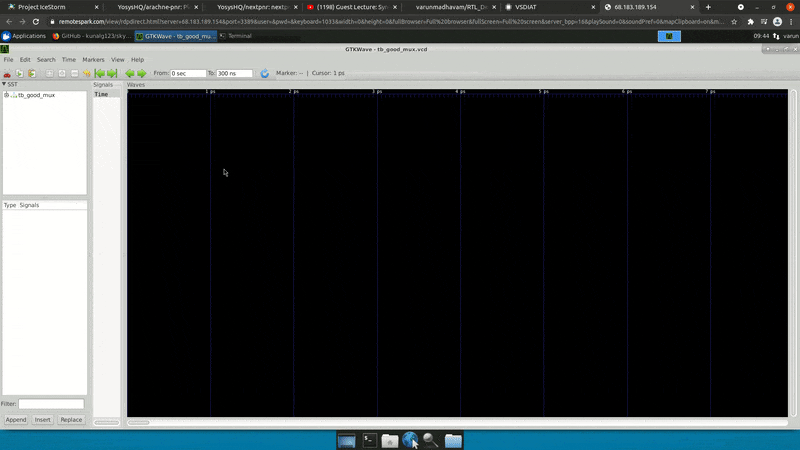 Project IceStorm
YosysHQ/arachne-pnr: Pl
YosysHQ/nextpnr: nextp
(1198) Guest Lecture: Syn
varunmadhavam/RTL_De
VSDIAT
68.183.189.154
remotespark.com/view/rdpdirect.html?server=68.183.189.154&port=3389&user=&pwd=&keyboard=1033&width=0&height=0&fullBrowser=Full%20browser&fullScreen=Full%20screen&server_bpp=16&playSound=0&soundPref=0&mapClipboard=on&m...
Applications
GitHub - kunalg123/sky...
GTKWave - tb_good_mu...
Terminal
09:44
varun
GTKWave - tb_good_mux.vcd
File Edit Search Time Markers View Help
From: 0 sec To: 300 ns Marker: -- | Cursor: 1 ps
SST
Signals
Waves
tb_good_mux
Time
1 ps 2 ps 3 ps 4 ps 5 ps 6 ps 7 ps
Type Signals
Filter:
Append Insert Replace